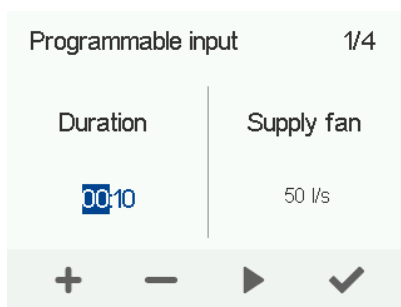 Programmable input 1/4
Duration Supply fan
00:10 50 l/s